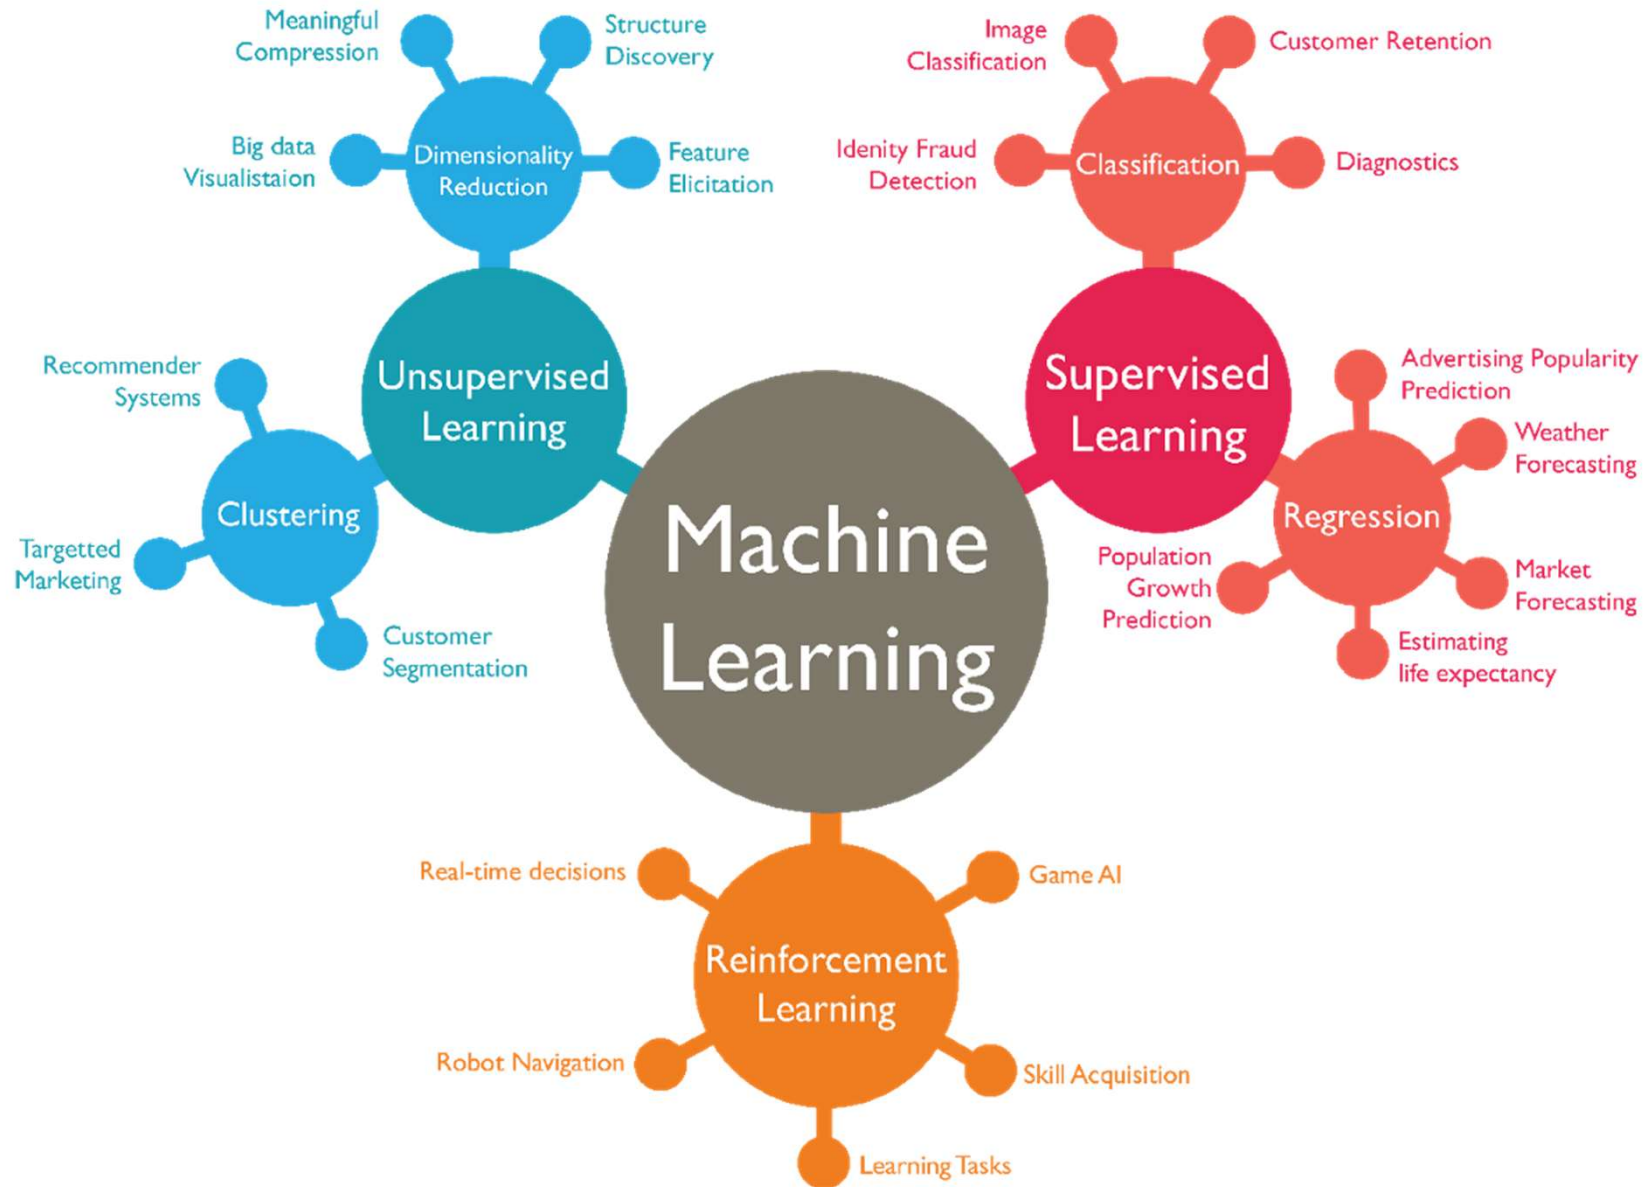 Meaningful
Compression
Structure
Discovery
Big data
Visualistaion
Dimensionality
Reduction
Feature
Elicitation
Image
Classification
Customer Retention
Idenity Fraud
Detection
Classification
Diagnostics
Unsupervised
Learning
Recommender
Systems
Clustering
Targetted
Marketing
Customer
Segmentation
Supervised
Learning
Advertising Popularity
Prediction
Weather
Forecasting
Regression
Population
Growth
Prediction
Market
Forecasting
Estimating
life expectancy
Machine
Learning
Real-time decisions
Game AI
Reinforcement
Learning
Robot Navigation
Skill Acquisition
Learning Tasks